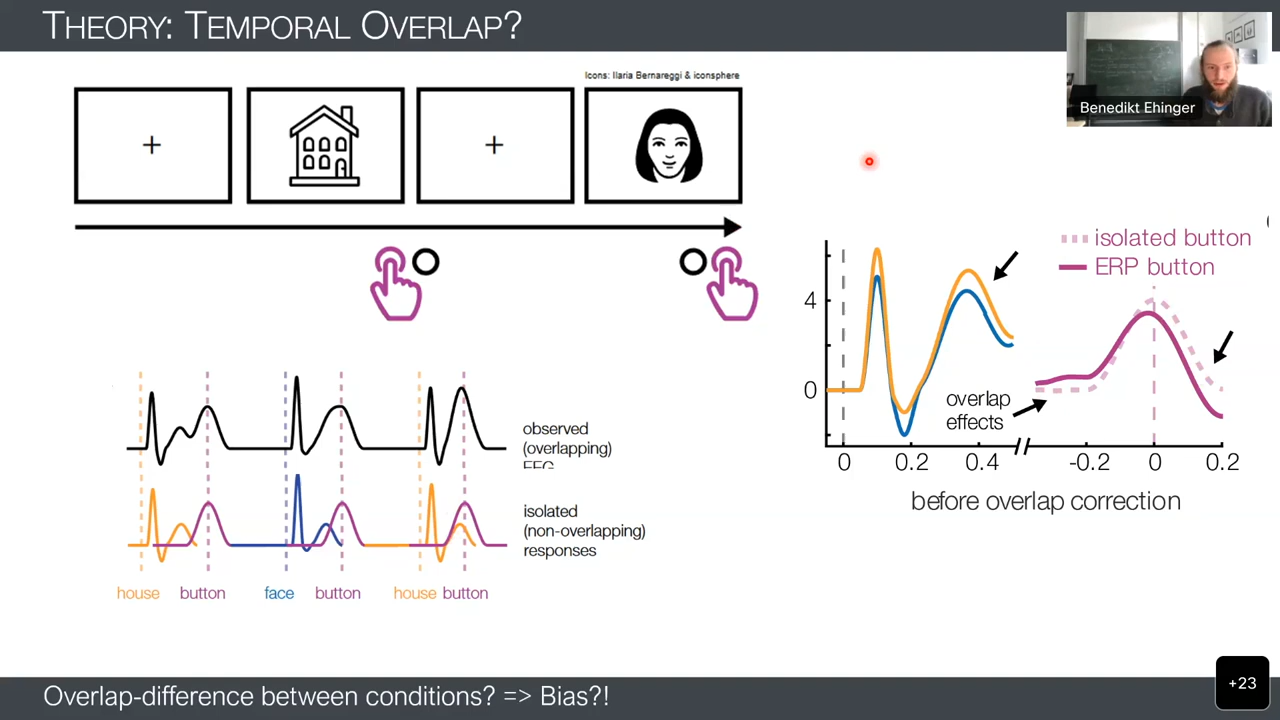 THEORY: TEMPORAL OVERLAP?
Icons: Ilaria Bernareggi & iconsphere
Benedikt Ehinger
isolated button
ERP button
4
0
overlap
effects
0 0.2 0.4 -0.2 0 0.2
before overlap correction
observed
(overlapping)
EEG
isolated
(non-overlapping)
responses
house button face button house button
Overlap-difference between conditions? => Bias?!
+23